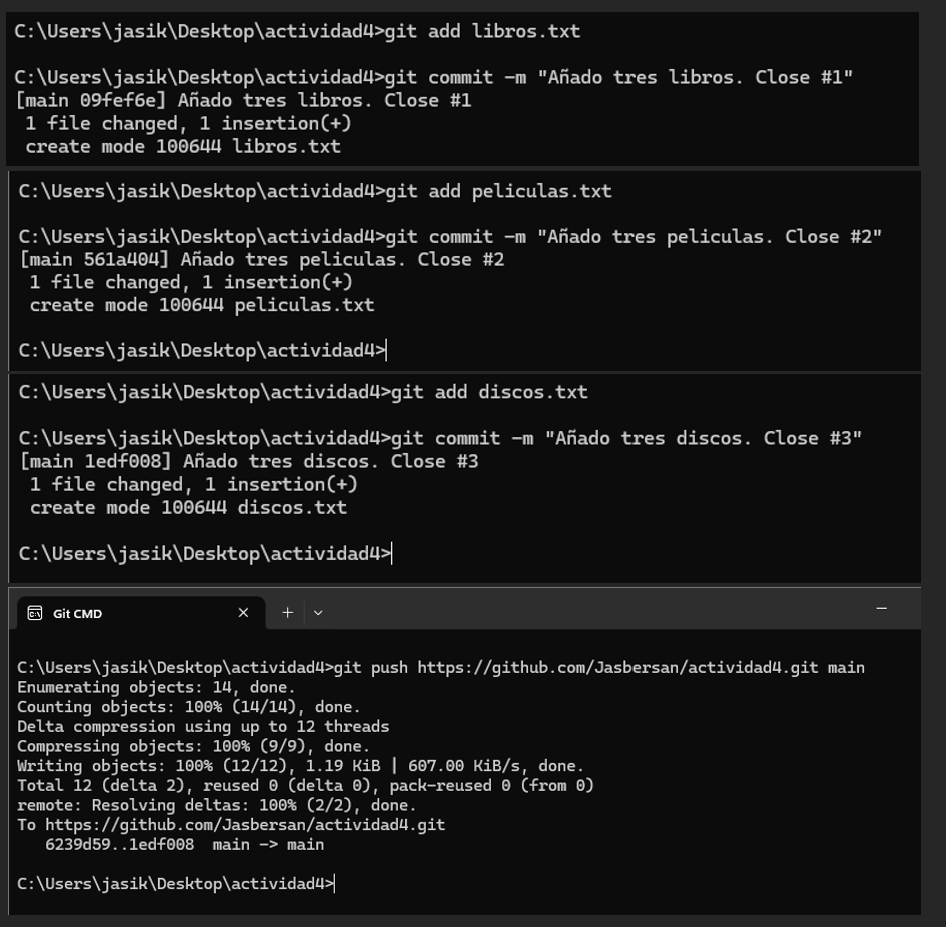 C:\Users\jasik\Desktop\actividad4>git add libros.txt
C:\Users\jasik\Desktop\actividad4>git commit -m "Añado tres libros. Close #1"
[main 09fef6e] Añado tres libros. Close #1
1 file changed, 1 insertion(+)
create mode 100644 libros.txt
C:\Users\jasik\Desktop\actividad4>git add peliculas.txt
C:\Users\jasik\Desktop\actividad4>git commit -m "Añado tres peliculas. Close #2"
[main 561a404] Añado tres peliculas. Close #2
1 file changed, 1 insertion(+)
create mode 100644 peliculas.txt
C:\Users\jasik\Desktop\actividad4>
C:\Users\jasik\Desktop\actividad4>git add discos.txt
C:\Users\jasik\Desktop\actividad4>git commit -m "Añado tres discos. Close #3"
[main 1edf008] Añado tres discos. Close #3
1 file changed, 1 insertion(+)
create mode 100644 discos.txt
C:\Users\jasik\Desktop\actividad4>
Git CMD
C:\Users\jasik\Desktop\actividad4>git push https://github.com/Jasbersan/actividad4.git main
Enumerating objects: 14, done.
Counting objects: 100% (14/14), done.
Delta compression using up to 12 threads
Compressing objects: 100% (9/9), done.
Writing objects: 100% (12/12), 1.19 KiB | 607.00 KiB/s, done.
Total 12 (delta 2), reused 0 (delta 0), pack-reused 0 (from 0)
remote: Resolving deltas: 100% (2/2), done.
To https://github.com/Jasbersan/actividad4.git
6239d59..1edf008  main -> main
C:\Users\jasik\Desktop\actividad4>